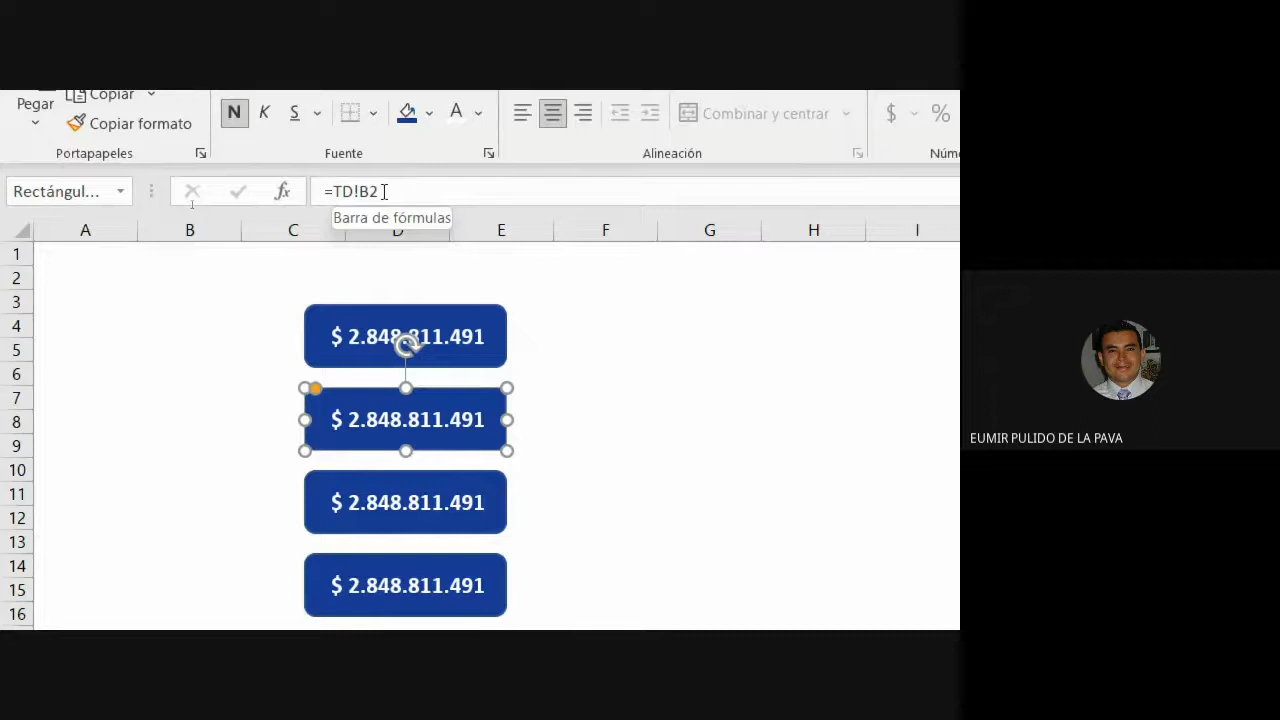 Pegar
Copiar
Copiar formato
Portapapeles
N K S A
Fuente
Alineación
Combinar y centrar
$ %
Núme
Rectángul...
fx
=TD!B2
Barra de fórmulas
A B C D E F G H I
1
2
3
4
5
6
7
8
9
10
11
12
13
14
15
16
$ 2.848.811.491
$ 2.848.811.491
$ 2.848.811.491
$ 2.848.811.491
EUMIR PULIDO DE LA PAVA